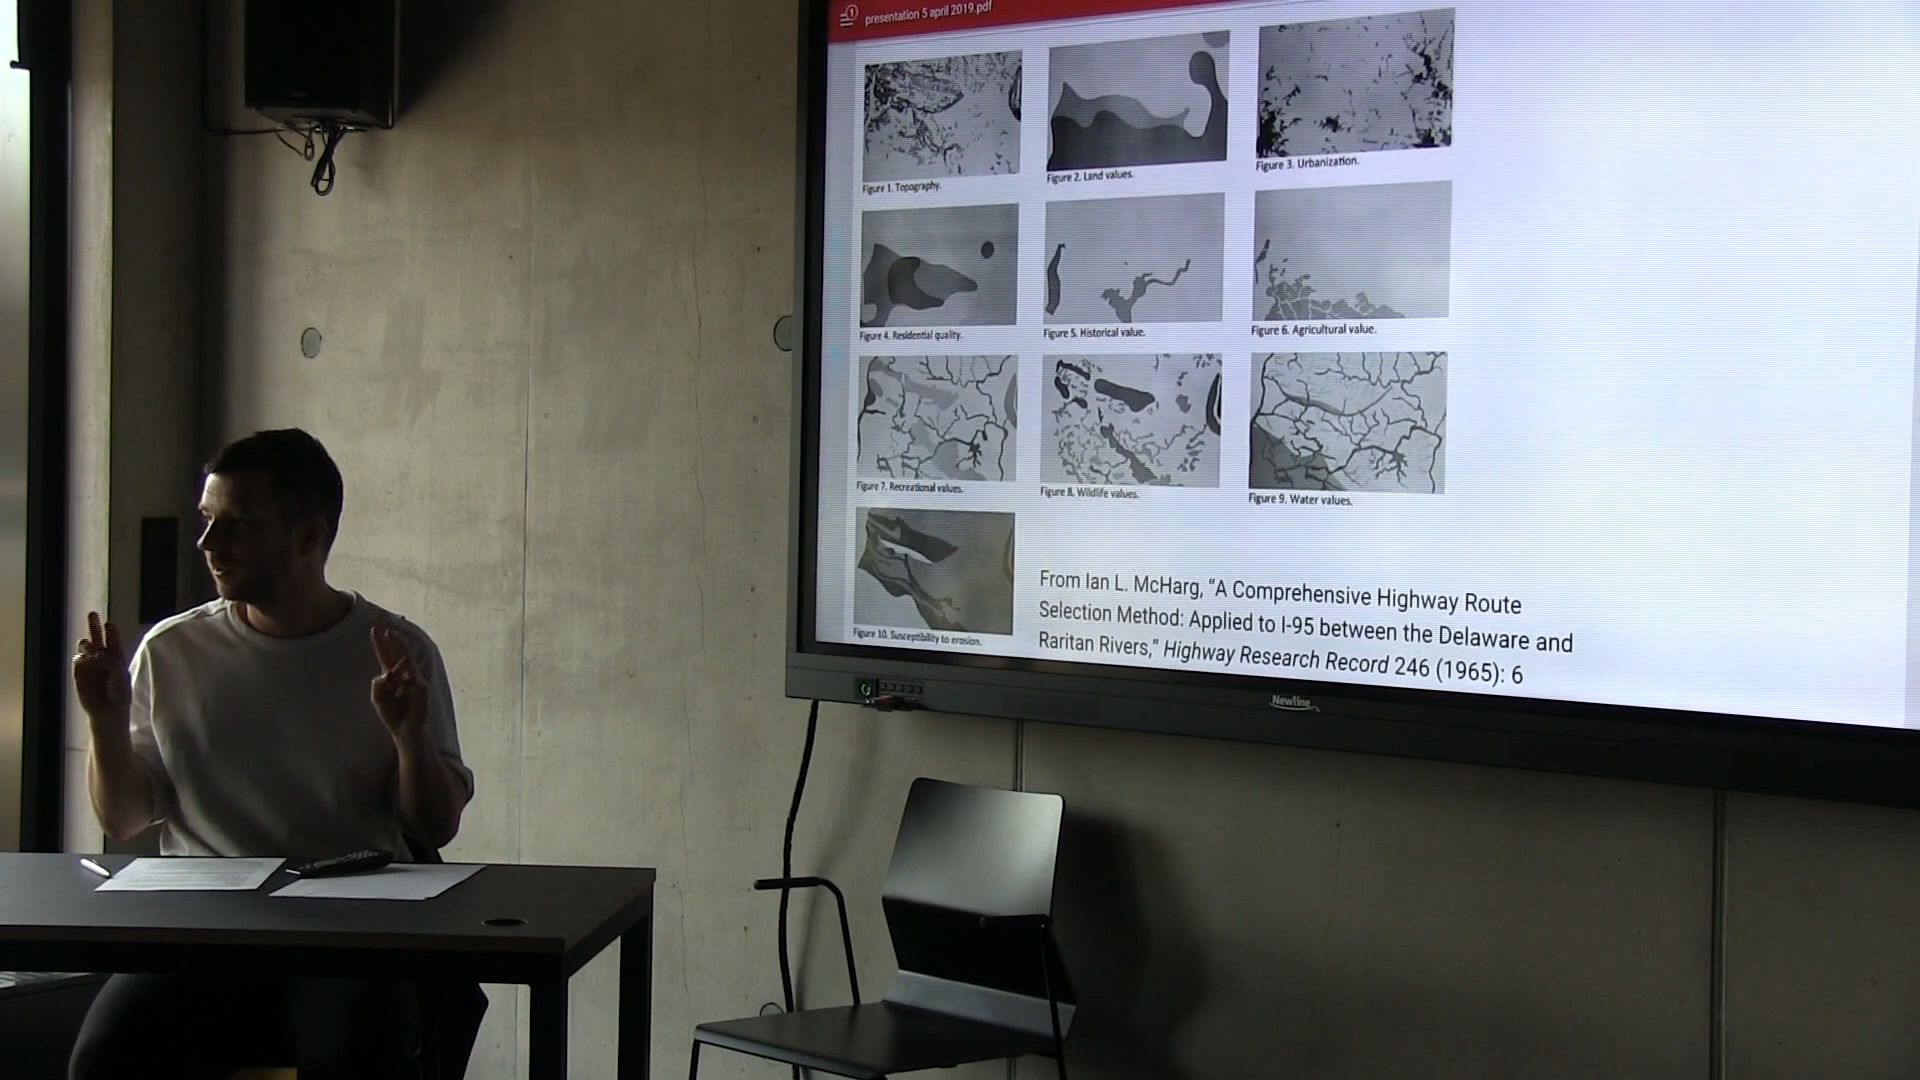 presentation 5 april 2019.pdf
Figure 1. Topography.
Figure 2. Land values.
Figure 3. Urbanization.
Figure 4. Residential quality.
Figure 5. Historical value.
Figure 6. Agricultural value.
Figure 7. Recreational values.
Figure 8. Wildlife values.
Figure 9. Water values.
Figure 10. Susceptibility to erosion.
From Ian L. McHarg, “A Comprehensive Highway Route
Selection Method: Applied to I-95 between the Delaware and
Raritan Rivers,” Highway Research Record 246 (1965): 6
Newline